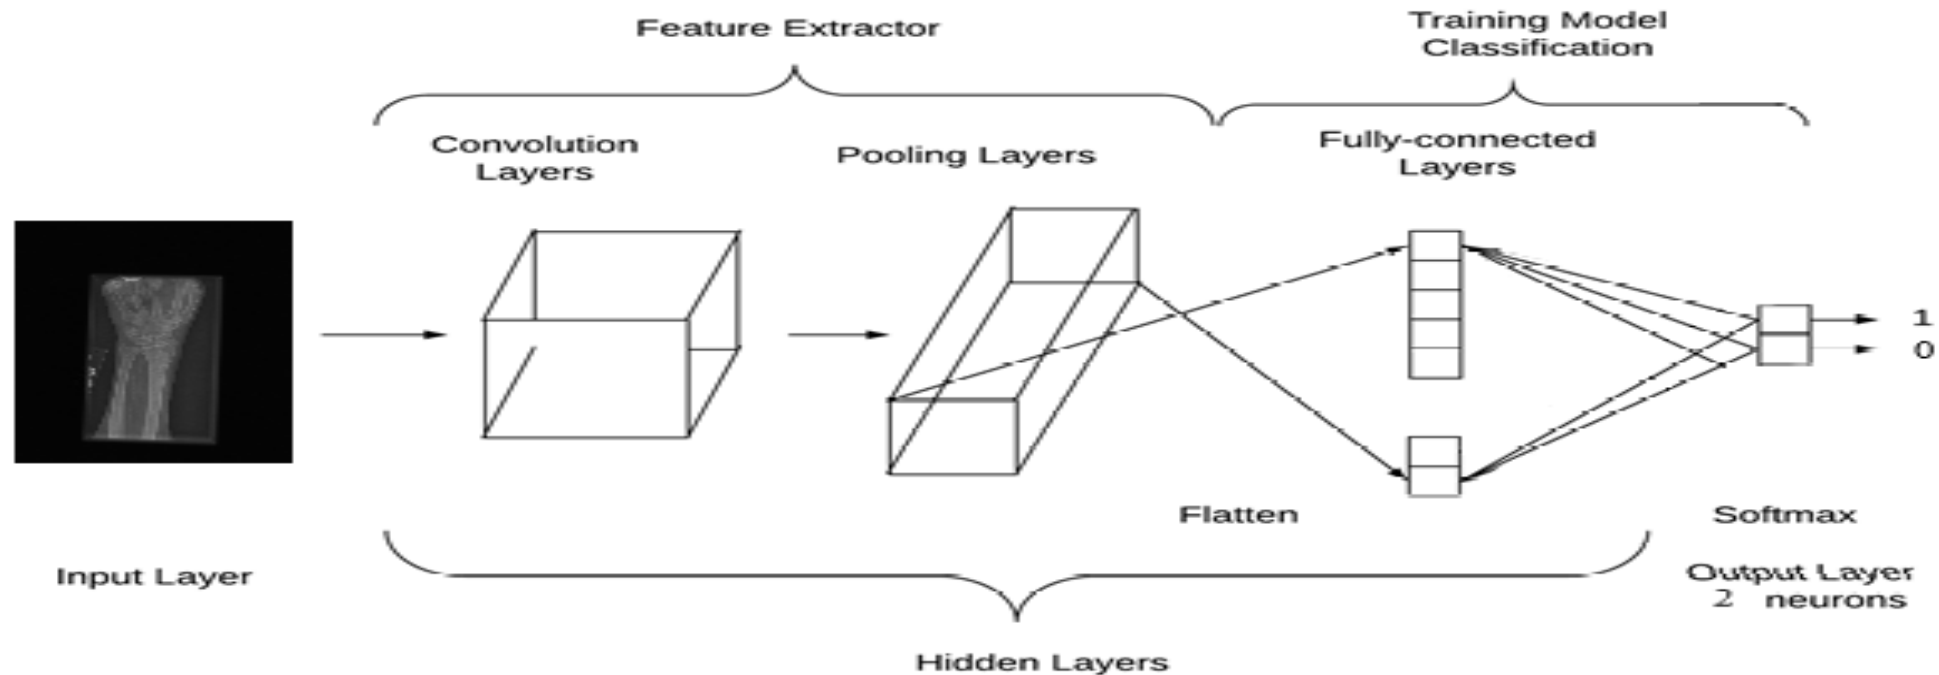 Feature Extractor
Training Model
Classification
Convolution
Layers
Pooling Layers
Fully-connected
Layers
1
0
Flatten
Softmax
Input Layer
Output Layer
2 neurons
Hidden Layers